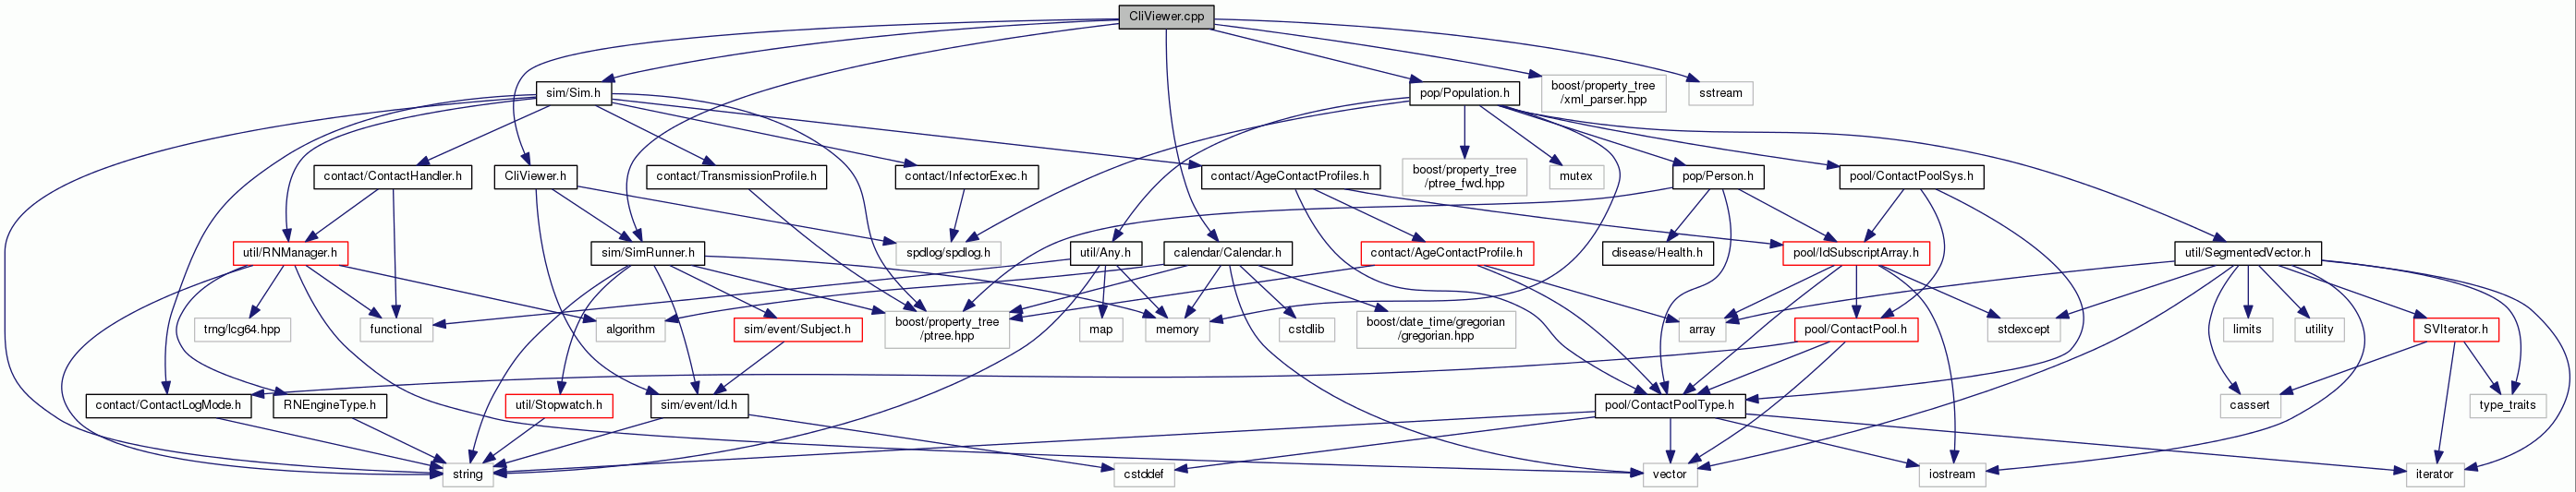 CliViewer.cpp
sim/Sim.h
pop/Population.h
boost/property_tree
/xml_parser.hpp
sstream
contact/ContactHandler.h
CliViewer.h
contact/TransmissionProfile.h
contact/InfectorExec.h
contact/AgeContactProfiles.h
boost/property_tree
/ptree_fwd.hpp
mutex
pop/Person.h
pool/ContactPoolSys.h
util/RNManager.h
sim/SimRunner.h
spdlog/spdlog.h
util/Any.h
calendar/Calendar.h
contact/AgeContactProfile.h
disease/Health.h
pool/IdSubscriptArray.h
util/SegmentedVector.h
trng/lcg64.hpp
functional
algorithm
sim/event/Subject.h
boost/property_tree
/ptree.hpp
map
memory
cstdlib
boost/date_time/gregorian
/gregorian.hpp
array
pool/ContactPool.h
stdexcept
limits
utility
SVIterator.h
contact/ContactLogMode.h
RNEngineType.h
util/Stopwatch.h
sim/event/Id.h
pool/ContactPoolType.h
cassert
type_traits
string
cstddef
vector
iostream
iterator